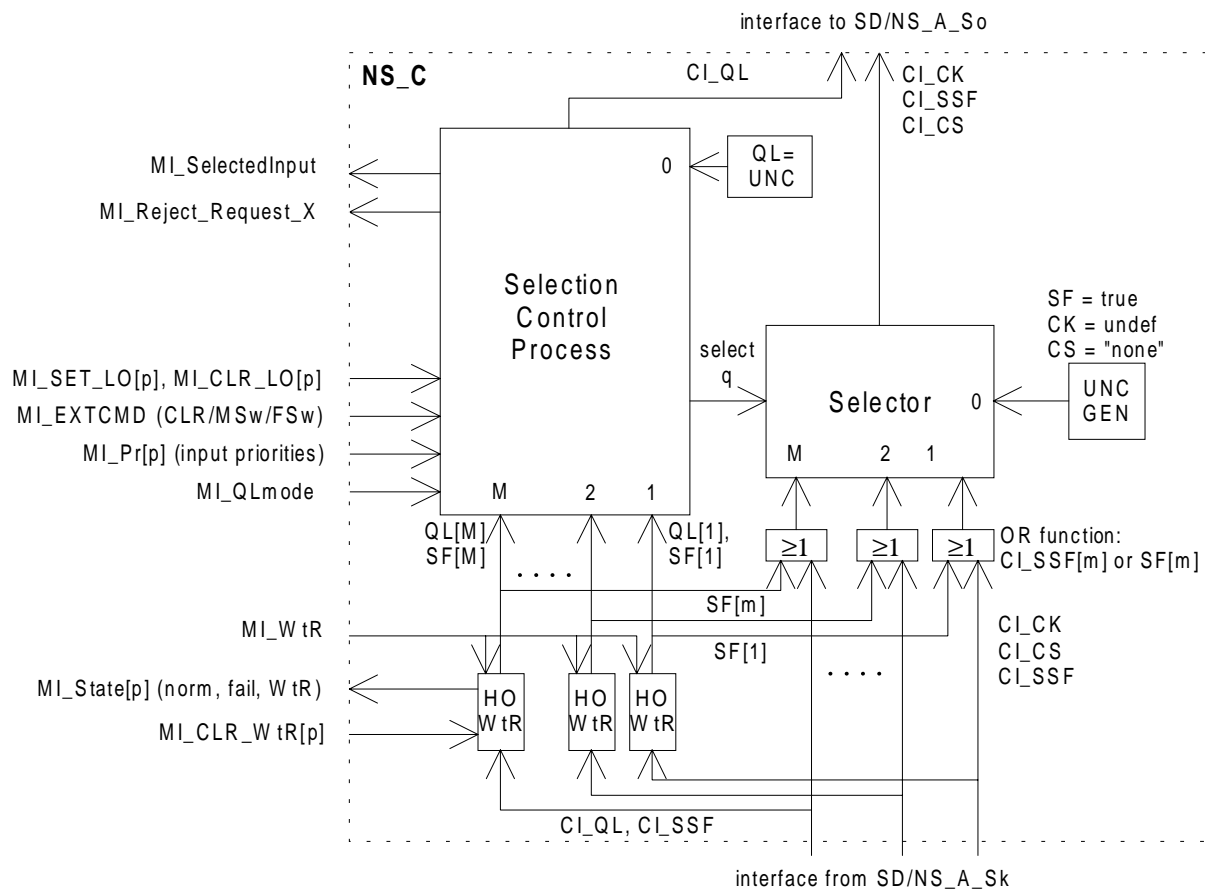 interface to SD/NS_A_So
NS_C
CI_QL
CI_CK
CI_SSF
CI_CS
MI_SelectedInput
MI_Reject_Request_X
0
QL=
UNC
Selection
Control
Process
SF = true
CK = undef
CS = "none"
select
q
MI_SET_LO[p], MI_CLR_LO[p]
MI_EXTCMD (CLR/MSw/FSw)
MI_Pr[p] (input priorities)
MI_QLmode
Selector
0
UNC
GEN
M
2
1
M
2
1
QL[M]
SF[M]
QL[1],
SF[1]
≥1
≥1
≥1
OR function:
CI_SSF[m] or SF[m]
. . . .
SF[m]
MI_WtR
SF[1]
CI_CK
CI_CS
CI_SSF
. . . .
MI_State[p] (norm, fail, WtR)
MI_CLR_WtR[p]
HO
WtR
HO
WtR
HO
WtR
CI_QL, CI_SSF
interface from SD/NS_A_Sk